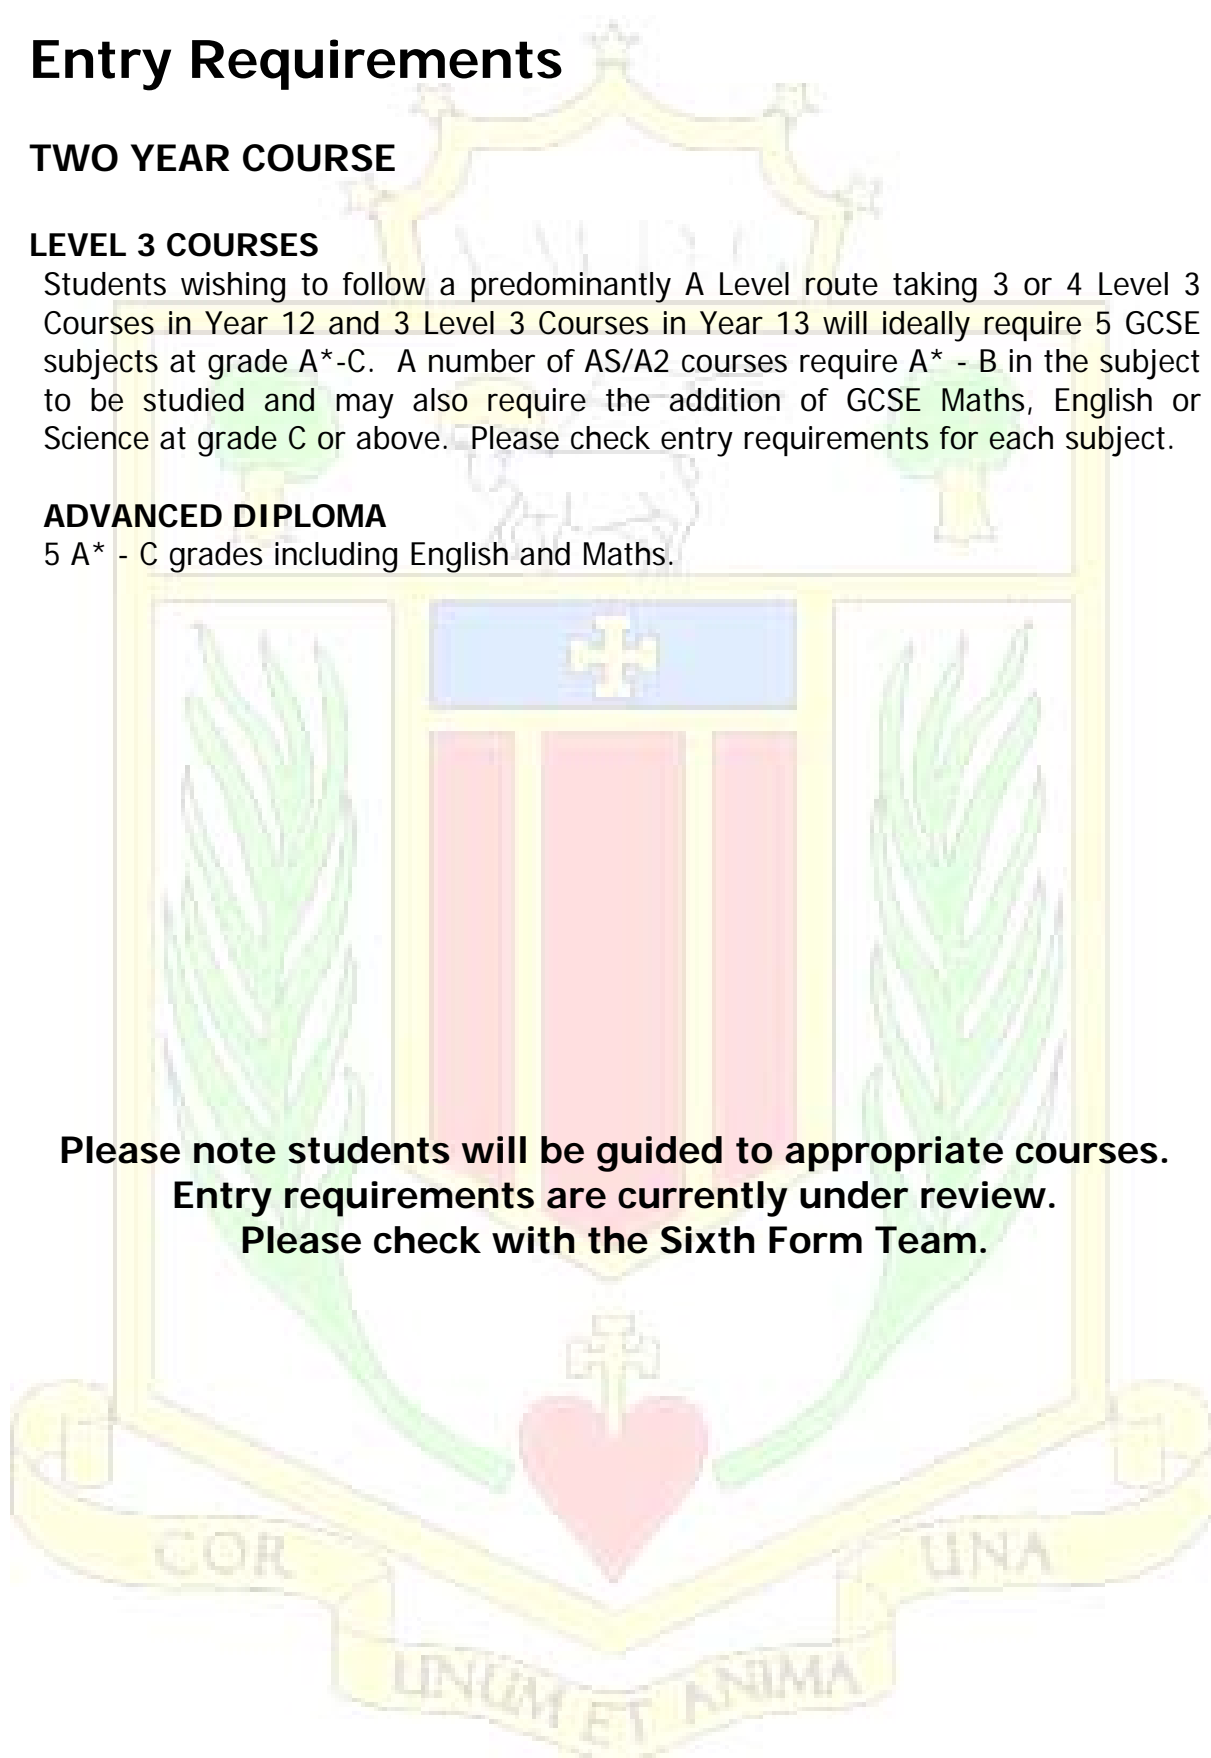 Entry Requirements
TWO YEAR COURSE
LEVEL 3 COURSES
Students wishing to follow a predominantly A Level route taking 3 or 4 Level 3
Courses in Year 12 and 3 Level 3 Courses in Year 13 will ideally require 5 GCSE
subjects at grade A*-C.  A number of AS/A2 courses require A* - B in the subject
to be studied and may also require the addition of GCSE Maths, English or
Science at grade C or above.  Please check entry requirements for each subject.
ADVANCED DIPLOMA
5 A* - C grades including English and Maths.
Please note students will be guided to appropriate courses.
Entry requirements are currently under review.
Please check with the Sixth Form Team.
COR
UNUM ET ANIMA
UNA